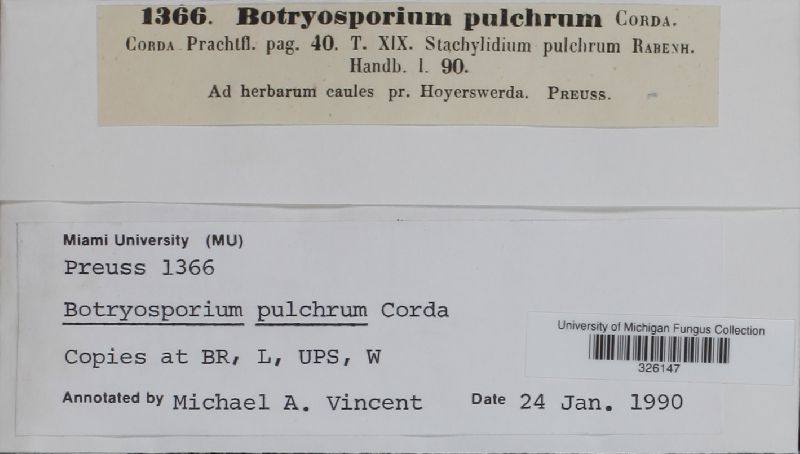 1366. Botryosporium pulchrum CORDA.
CORDA Prachtfl. pag. 40. T. XIX. Stachylidium pulchrum RABENH.
Handb. I. 90.
Ad herbarum caules pr. Hoyerswerda. PREUSS.
Miami University (MU)
Preuss 1366
Botryosporium pulchrum Corda
Copies at BR, L, UPS, W
University of Michigan Fungus Collection
326147
Annotated by Michael A. Vincent Date 24 Jan. 1990